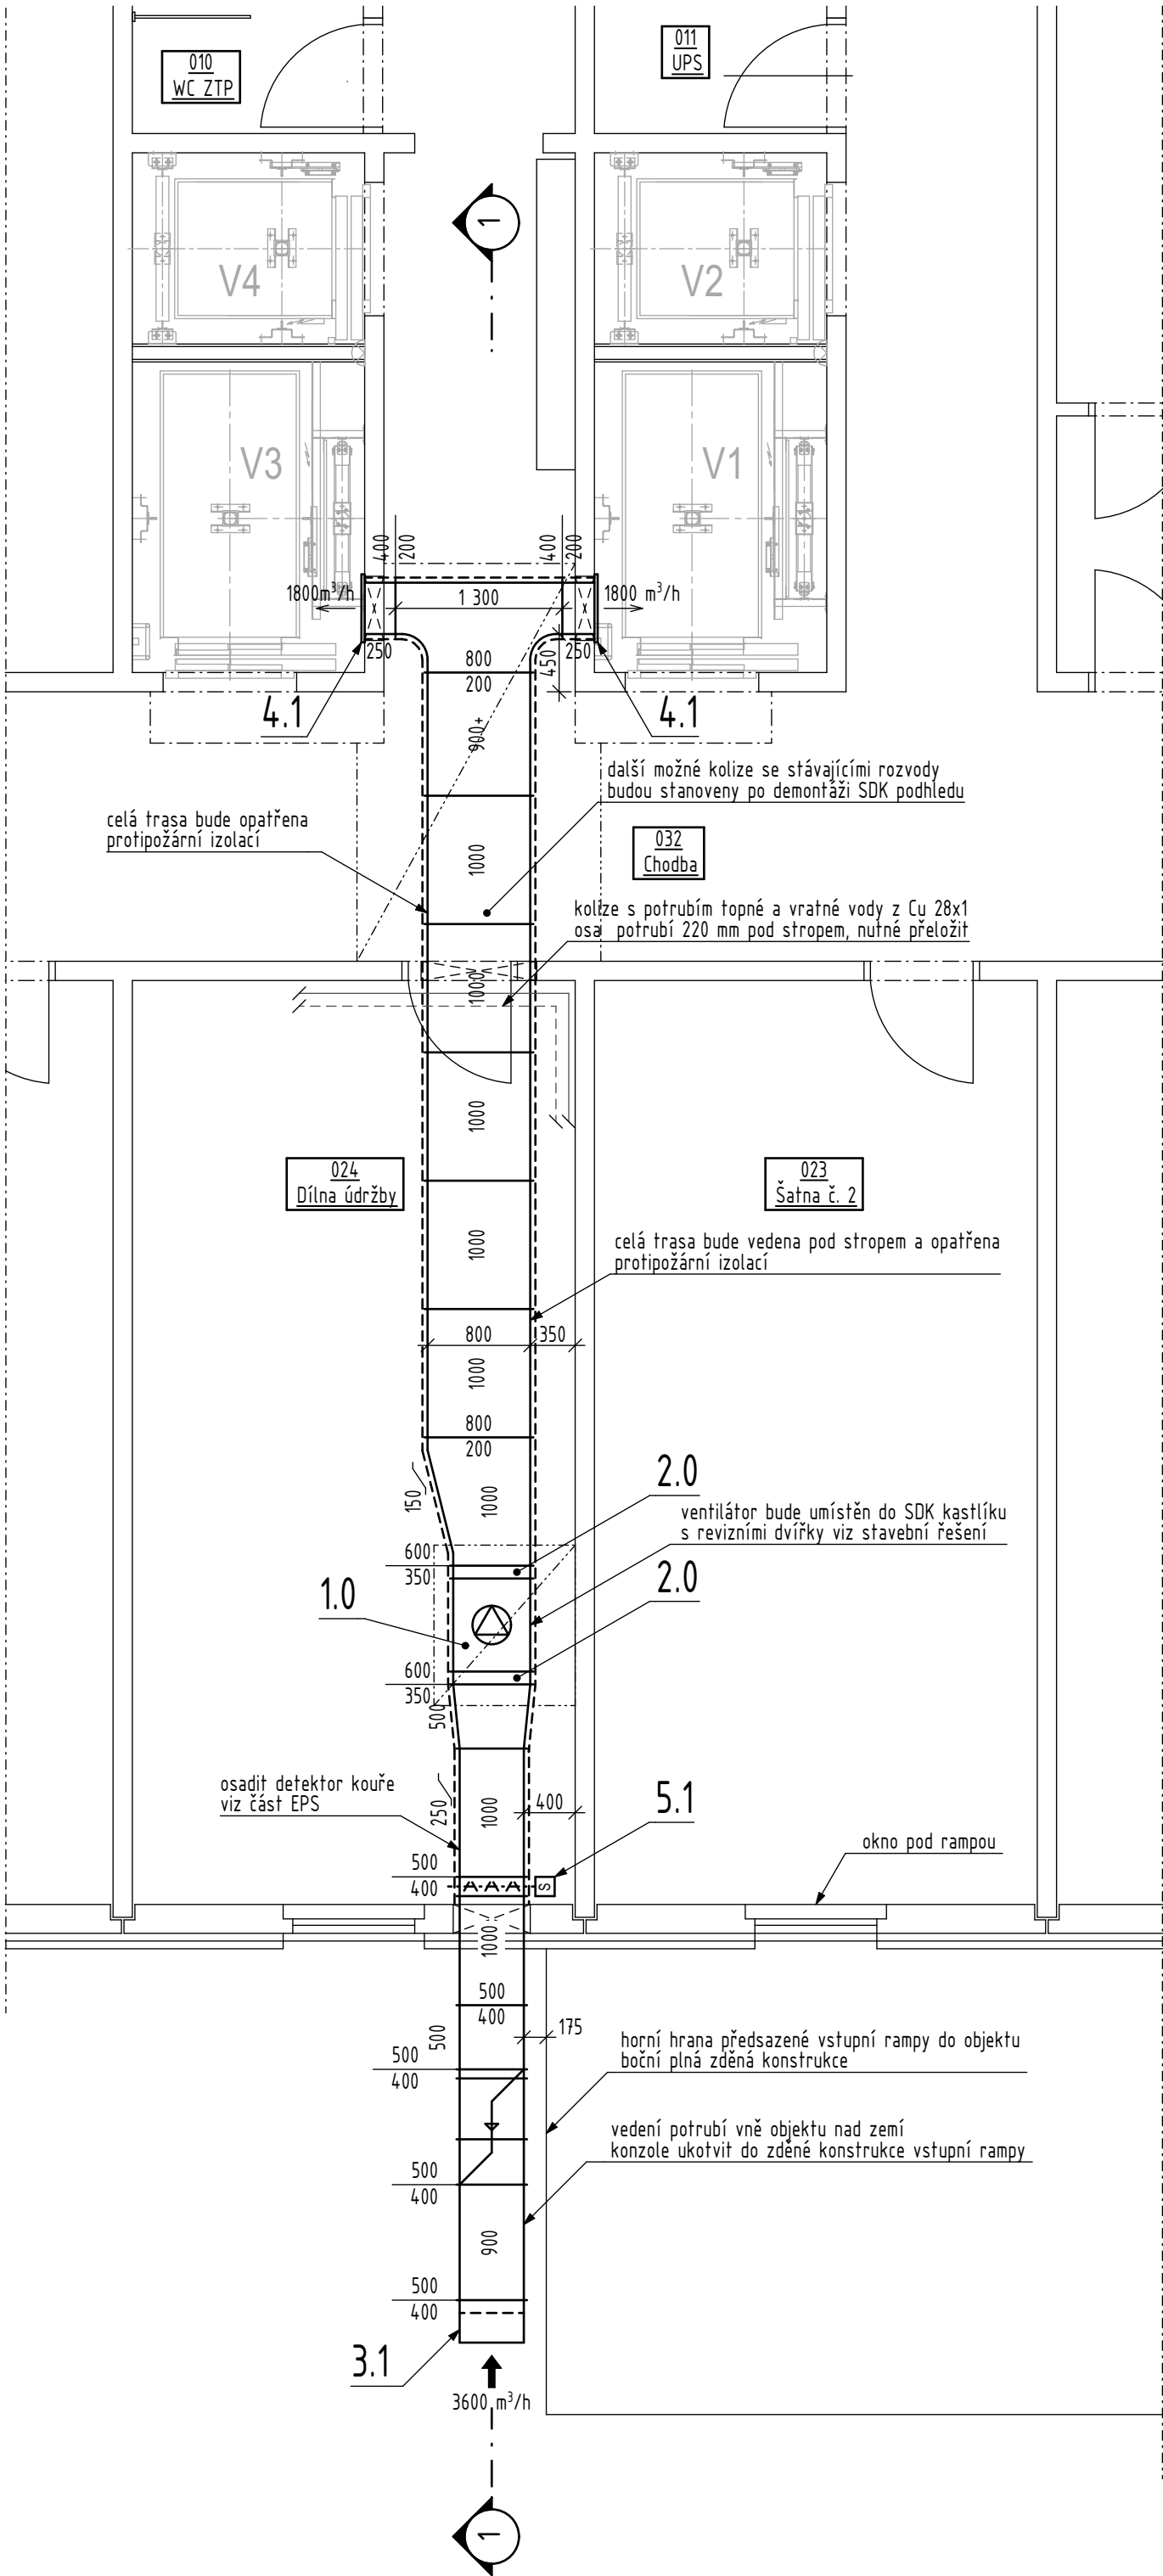 010
WC ZTP
011
UPS
1
V4
V2
V3
V1
400
200
400
200
1800m³/h
1 300
1800 m³/h
250
250
450
800
200
4.1
4.1
900+
další možné kolize se stávajícími rozvody
budou stanoveny po demontáži SDK podhledu
celá trasa bude opatřena
protipožární izolací
032
Chodba
1000
kolize s potrubím topné a vratné vody z Cu 28x1
osa potrubí 220 mm pod stropem, nutné přeložit
1000
1000
024
Dílna údržby
023
Šatna č. 2
1000
celá trasa bude vedena pod stropem a opatřena
protipožární izolací
800
350
1000
800
200
2.0
150
1000
ventilátor bude umístěn do SDK kastlíku
s revizními dvířky viz stavební řešení
600
350
1.0
2.0
600
350
500
osadit detektor kouře
viz část EPS
250
1000
400
5.1
okno pod rampou
500
400
S
1000
500
400
500
175
horní hrana předsazené vstupní rampy do objektu
boční plná zděná konstrukce
500
400
vedení potrubí vně objektu nad zemí
konzole ukotvit do zděné konstrukce vstupní rampy
500
400
900
500
400
3.1
3600 m³/h
1